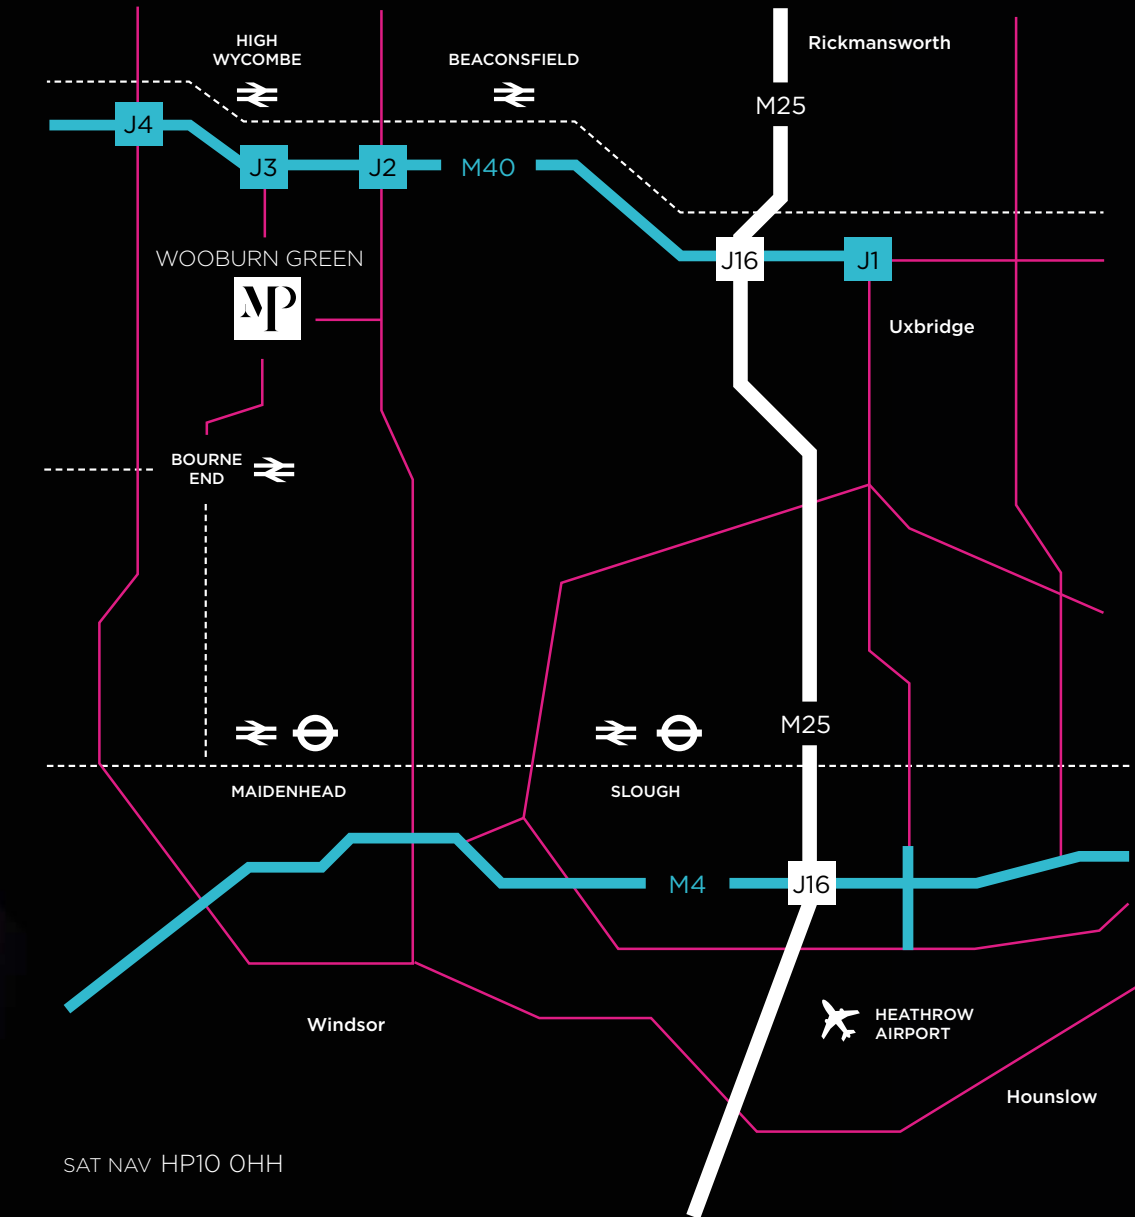 HIGH
WYCOMBE
BEACONSFIELD
Rickmansworth
M25
J4
J3
J2
M40
WOOBURN GREEN
MP
J16
J1
Uxbridge
BOURNE
END
M25
MAIDENHEAD
SLOUGH
M4
J16
HEATHROW
AIRPORT
Windsor
Hounslow
SAT NAV HP10 0HH